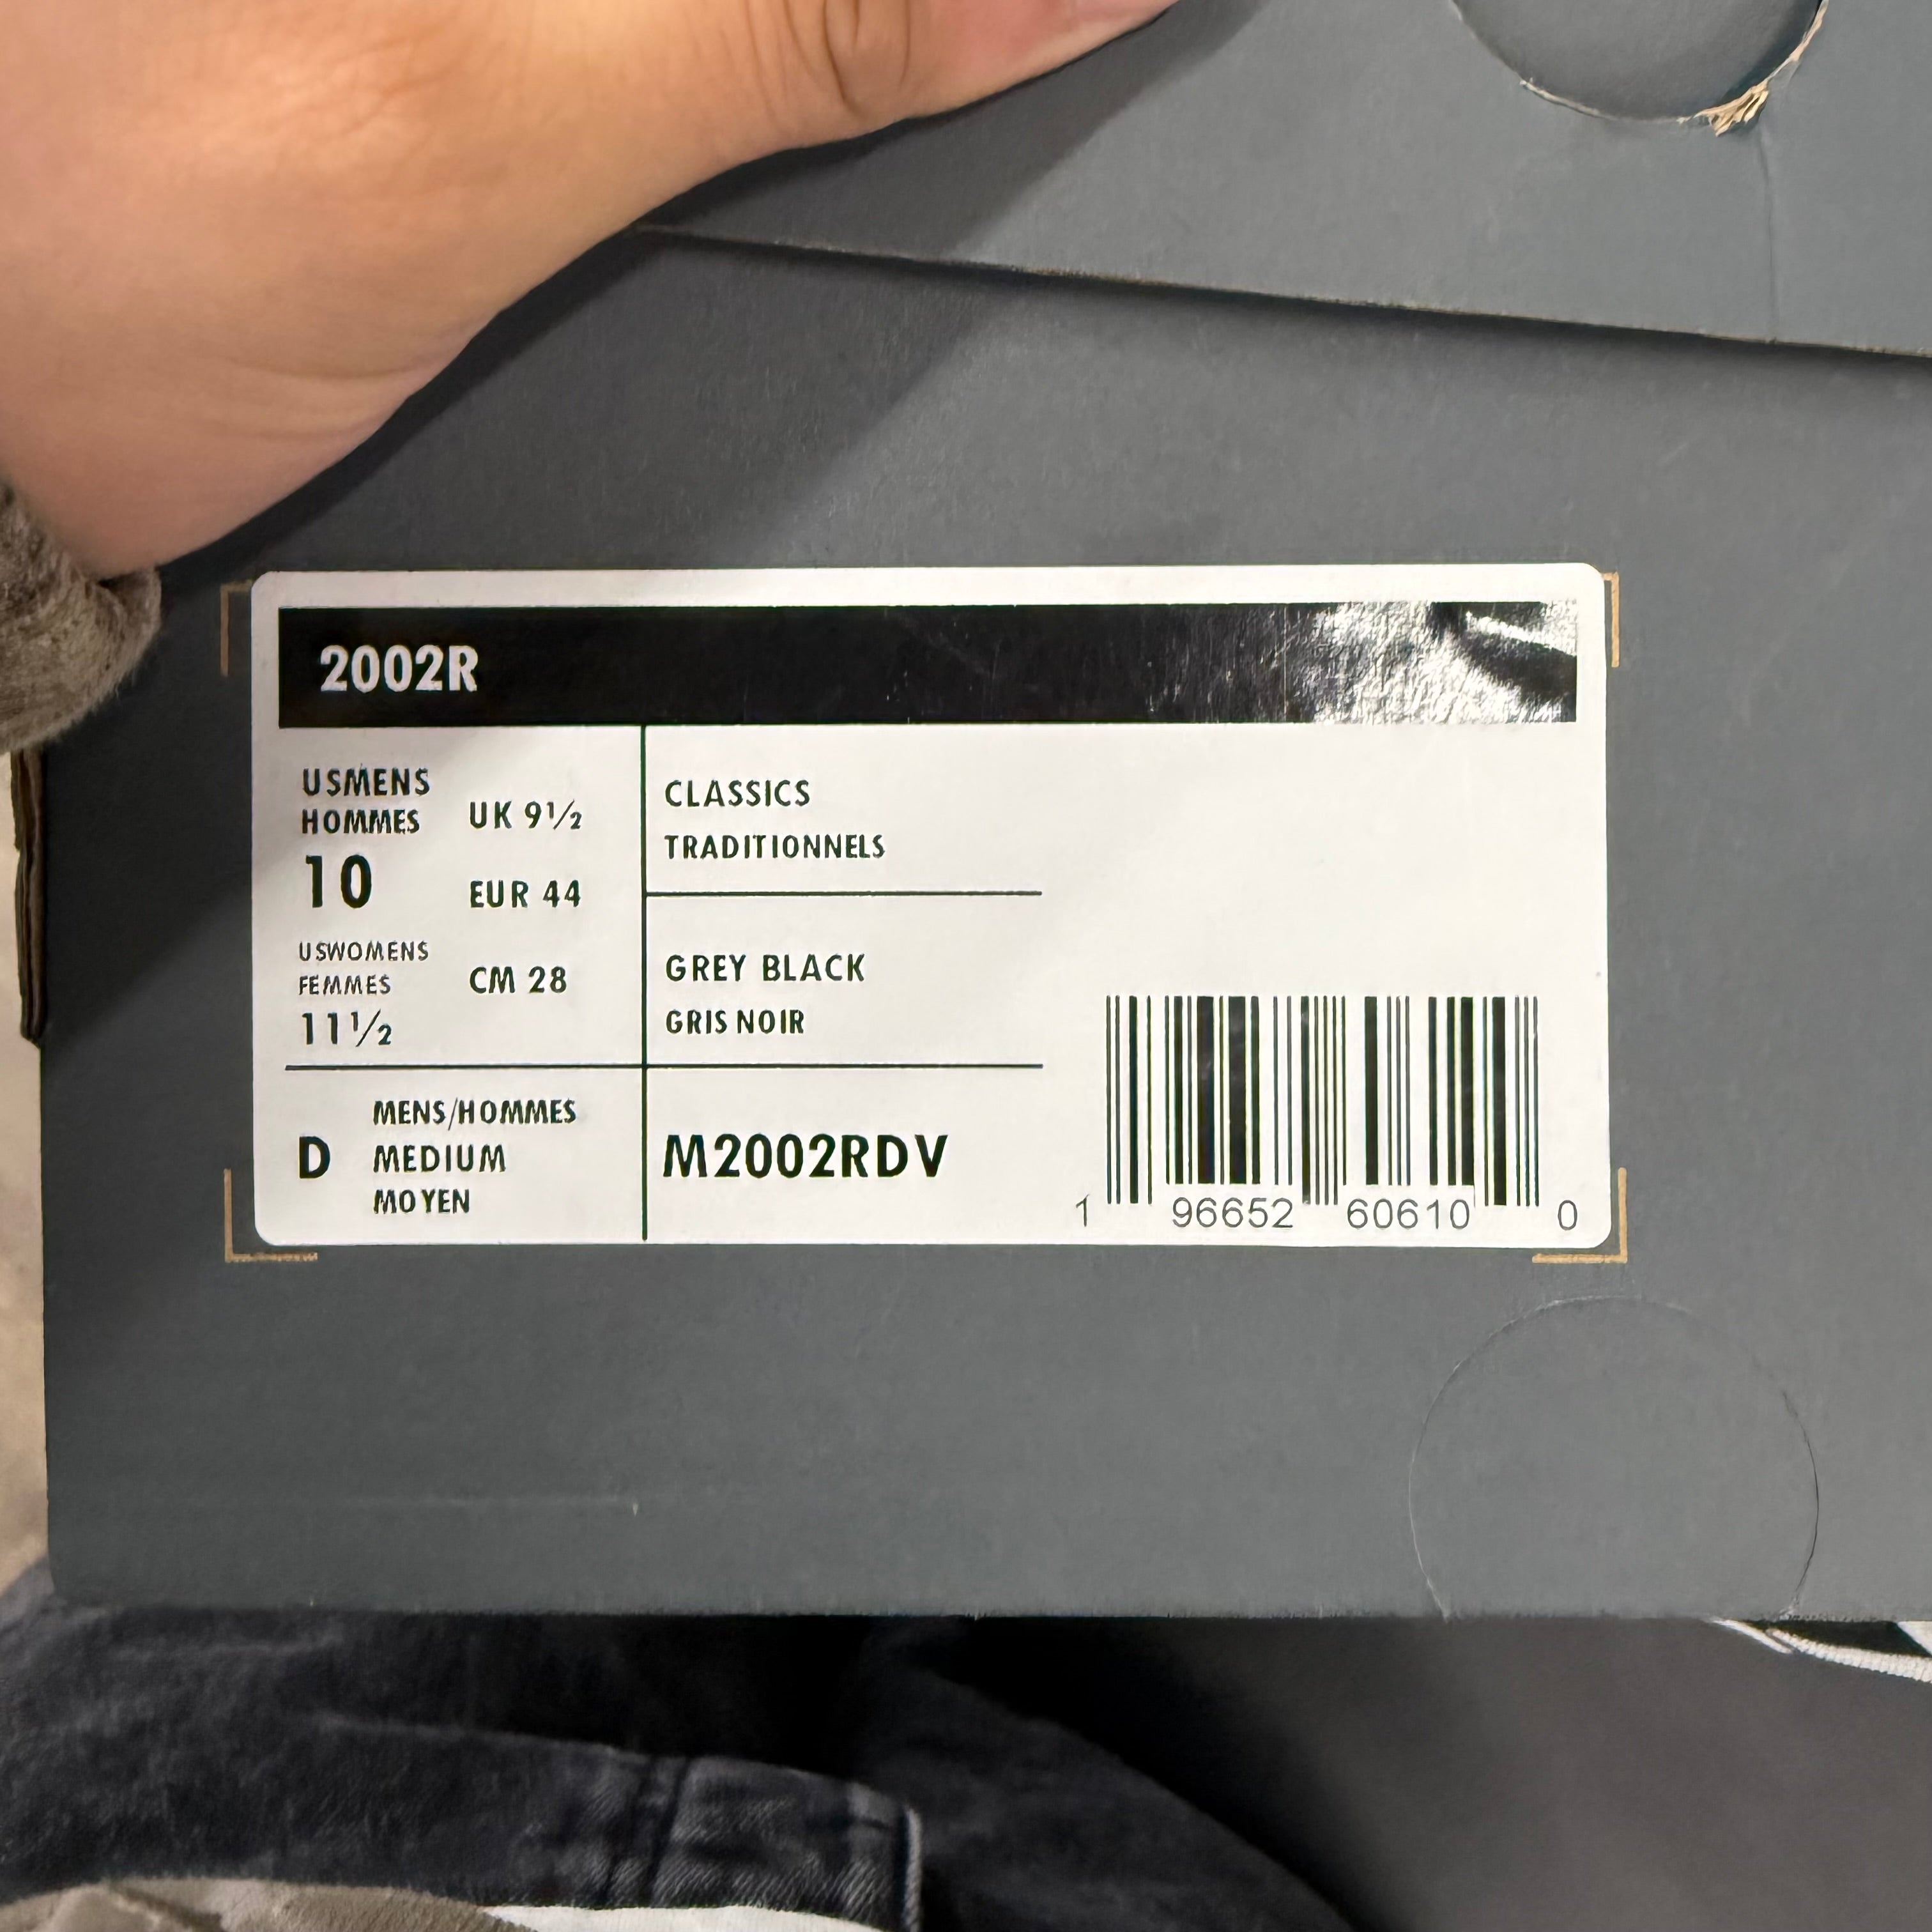 2002R
USMENS
HOMMES
10
USWOMENS
FEMMES
11½
UK 9½
EUR 44
CM 28
CLASSICS
TRADITIONNELS
GREY BLACK
GRIS NOIR
D
MENS/HOMMES
MEDIUM
MOYEN
M2002RDV
1 96652 60610 0